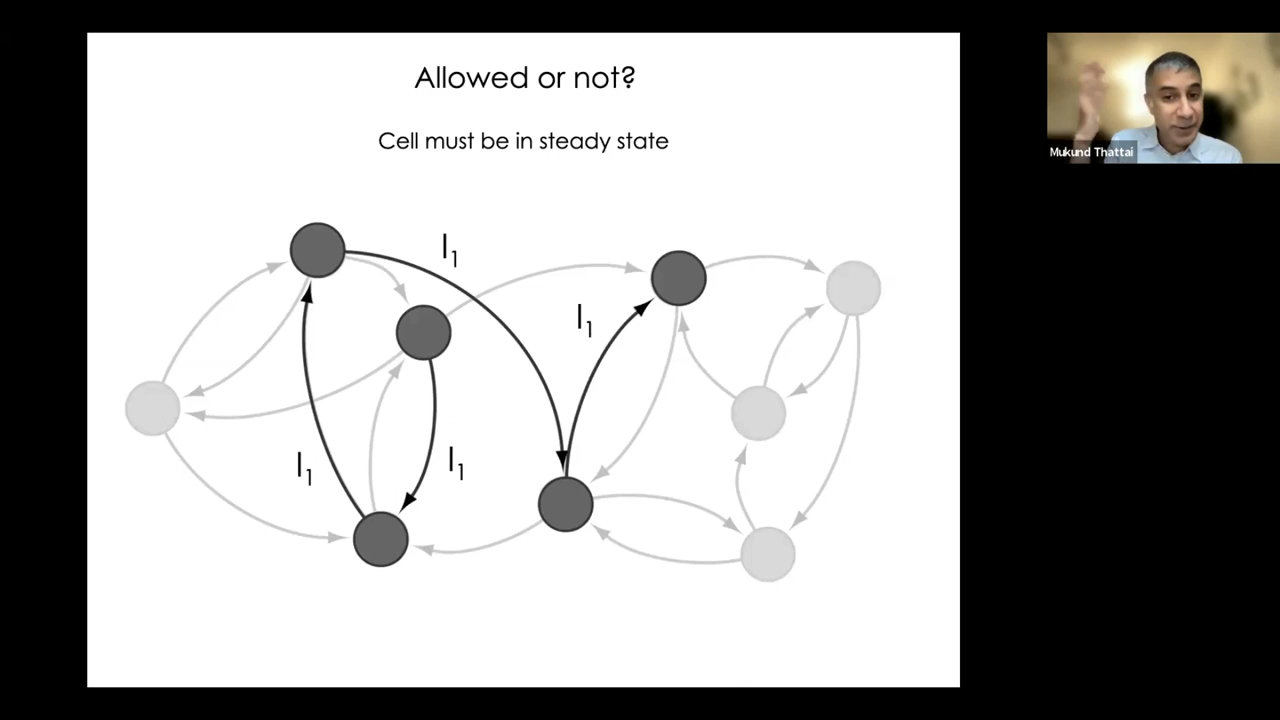 Allowed or not?
Cell must be in steady state
I₁
I₁
I₁
I₁
Mukund Thattai